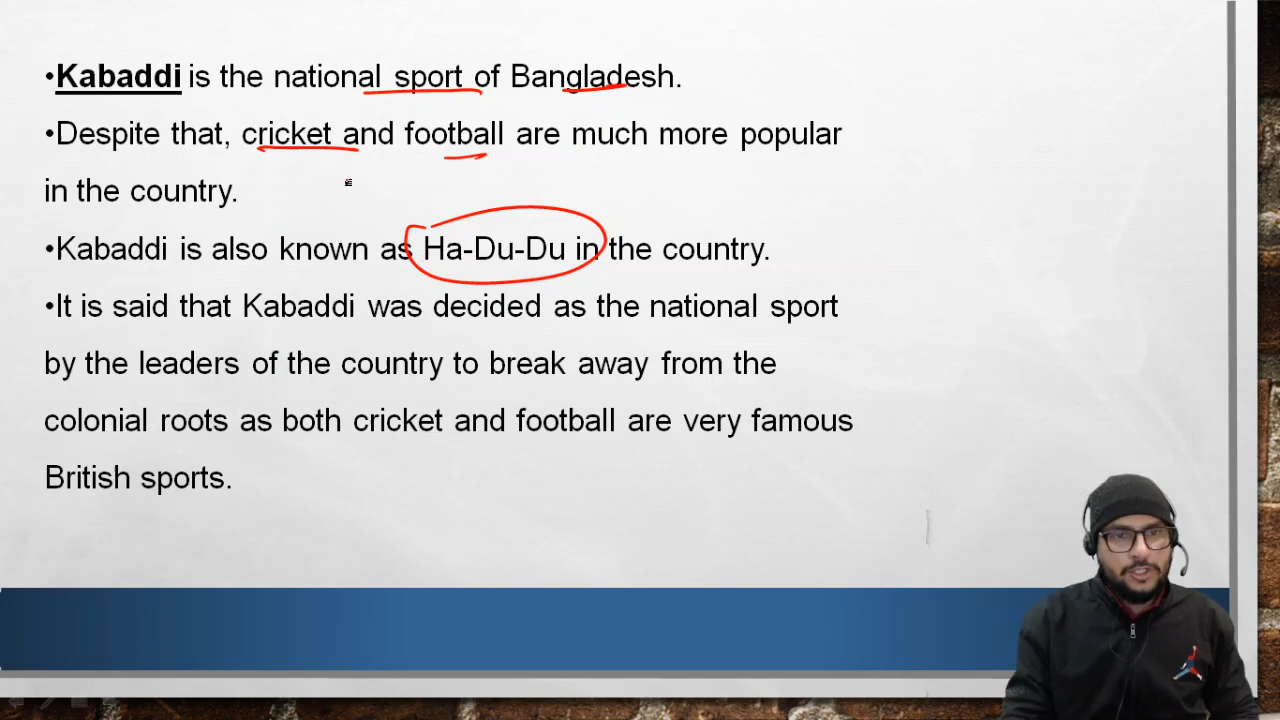 •Kabaddi is the national sport of Bangladesh.
•Despite that, cricket and football are much more popular
in the country.
•Kabaddi is also known as Ha-Du-Du in the country.
•It is said that Kabaddi was decided as the national sport
by the leaders of the country to break away from the
colonial roots as both cricket and football are very famous
British sports.